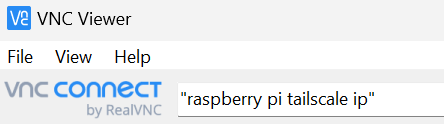 VNC Viewer
File View Help
vnc connect
by RealVNC
"raspberry pi tailscale ip"